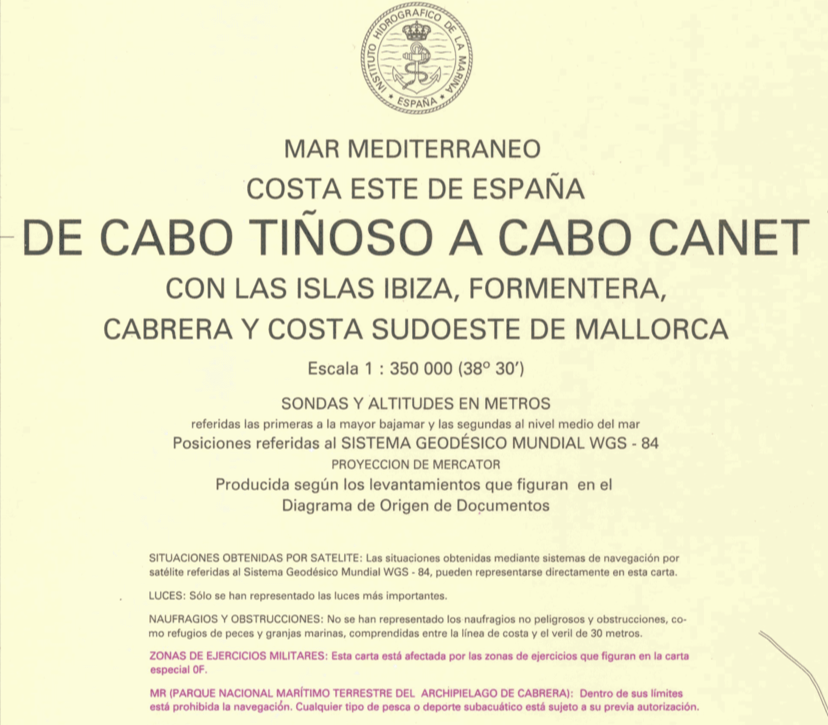 INSTITUTO HIDROGRAFICO DE LA MARINA
• ESPAÑA •
MAR MEDITERRANEO
COSTA ESTE DE ESPAÑA
DE CABO TIÑOSO A CABO CANET
CON LAS ISLAS IBIZA, FORMENTERA,
CABRERA Y COSTA SUDOESTE DE MALLORCA
Escala 1 : 350 000 (38º 30')
SONDAS Y ALTITUDES EN METROS
referidas las primeras a la mayor bajamar y las segundas al nivel medio del mar
Posiciones referidas al SISTEMA GEODÉSICO MUNDIAL WGS - 84
PROYECCION DE MERCATOR
Producida según los levantamientos que figuran en el
Diagrama de Origen de Documentos
SITUACIONES OBTENIDAS POR SATELITE: Las situaciones obtenidas mediante sistemas de navegación por
satélite referidas al Sistema Geodésico Mundial WGS - 84, pueden representarse directamente en esta carta.
LUCES: Sólo se han representado las luces más importantes.
NAUFRAGIOS Y OBSTRUCCIONES: No se han representado los naufragios no peligrosos y obstrucciones, co-
mo refugios de peces y granjas marinas, comprendidas entre la línea de costa y el veril de 30 metros.
ZONAS DE EJERCICIOS MILITARES: Esta carta está afectada por las zonas de ejercicios que figuran en la carta
especial 0F.
MR (PARQUE NACIONAL MARÍTIMO TERRESTRE DEL ARCHIPIELAGO DE CABRERA): Dentro de sus límites
está prohibida la navegación. Cualquier tipo de pesca o deporte subacuático está sujeto a su previa autorización.